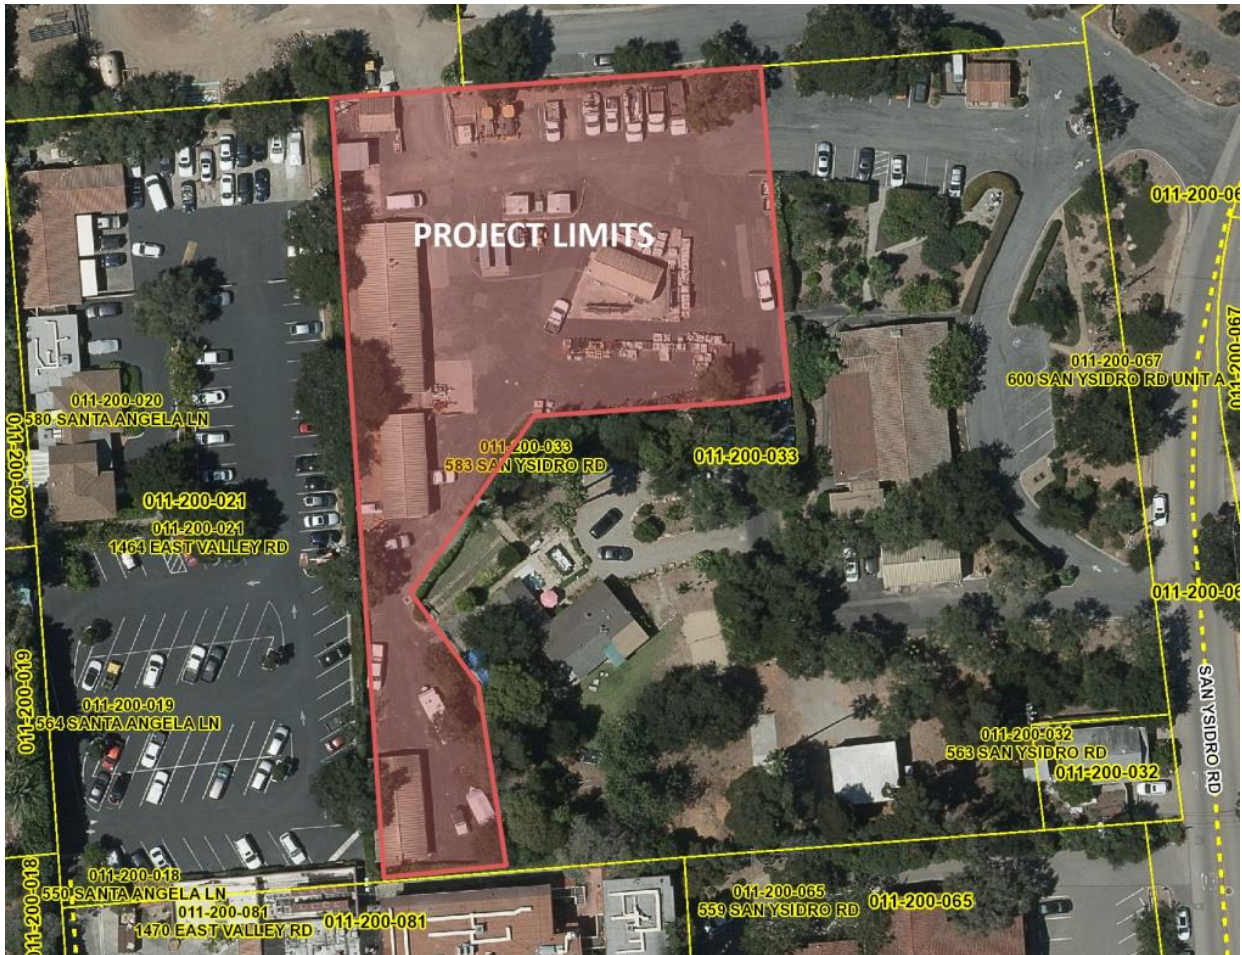 PROJECT LIMITS
011-200-06
011-200-067
600 SAN YSIDRO RD UNIT A
011-200-067
011-200-020
580 SANTA ANGELA LN
011-200-020
011-200-033
583 SAN YSIDRO RD
011-200-033
011-200-021
011-200-021
1464 EAST VALLEY RD
011-200-06
011-200-019
011-200-019
564 SANTA ANGELA LN
SAN YSIDRO RD
011-200-032
563 SAN YSIDRO RD
011-200-032
011-200-018
011-200-018
550 SANTA ANGELA LN
011-200-081
1470 EAST VALLEY RD
011-200-081
011-200-065
559 SAN YSIDRO RD
011-200-065